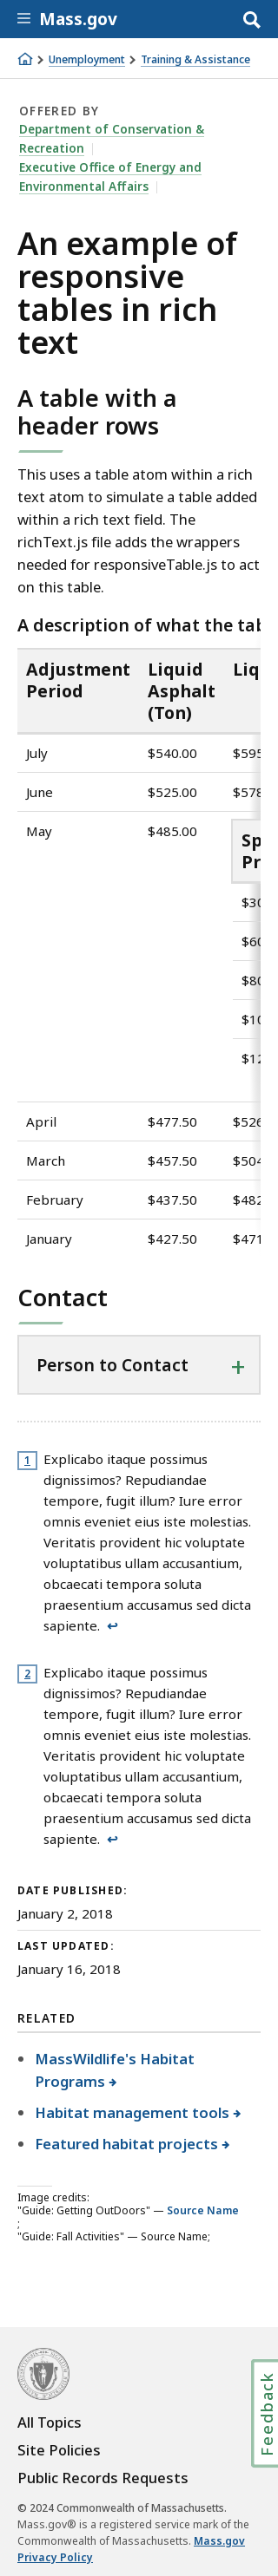 Mass.gov
Unemployment
Training & Assistance
OFFERED BY
Department of Conservation &
Recreation
Executive Office of Energy and
Environmental Affairs
An example of
responsive
tables in rich
text
A table with a
header rows
This uses a table atom within a rich
text atom to simulate a table added
within a rich text field. The
richText.js file adds the wrappers
needed for responsiveTable.js to act
on this table.
A description of what the tab
Adjustment Period Liquid Asphalt (Ton) Liq
July $540.00 $595
June $525.00 $578
May $485.00
Sp
Pr
$30
$60
$80
$10
$12
April $477.50 $526
March $457.50 $504
February $437.50 $482
January $427.50 $471
Contact
Person to Contact +
1 Explicabo itaque possimus
dignissimos? Repudiandae
tempore, fugit illum? Iure error
omnis eveniet eius iste molestias.
Veritatis provident hic voluptate
voluptatibus ullam accusantium,
obcaecati tempora soluta
praesentium accusamus sed dicta
sapiente. ↩
2 Explicabo itaque possimus
dignissimos? Repudiandae
tempore, fugit illum? Iure error
omnis eveniet eius iste molestias.
Veritatis provident hic voluptate
voluptatibus ullam accusantium,
obcaecati tempora soluta
praesentium accusamus sed dicta
sapiente. ↩
DATE PUBLISHED:
January 2, 2018
LAST UPDATED:
January 16, 2018
RELATED
MassWildlife's Habitat
Programs
Habitat management tools
Featured habitat projects
Image credits:
"Guide: Getting OutDoors" — Source Name
;
"Guide: Fall Activities" — Source Name;
Feedback
All Topics
Site Policies
Public Records Requests
© 2024 Commonwealth of Massachusetts.
Mass.gov® is a registered service mark of the
Commonwealth of Massachusetts. Mass.gov
Privacy Policy